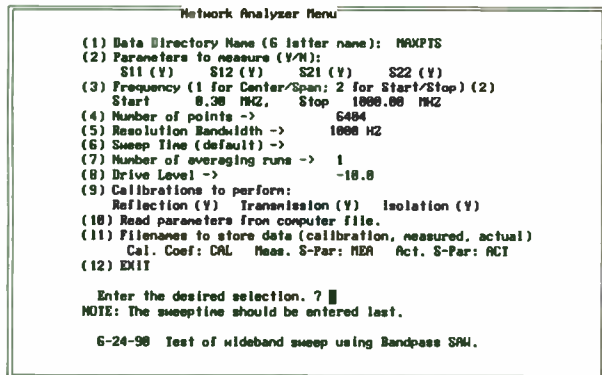 Network Analyzer Menu
(1) Data Directory Name (6 letter name): MAXPTS
(2) Parameters to measure (Y/N):
S11 (Y) S12 (Y) S21 (Y) S22 (Y)
(3) Frequency (1 for Center/Span; 2 for Start/Stop) (2)
Start 0.30 MHZ, Stop 1000.00 MHZ
(4) Number of points -> 6404
(5) Resolution Bandwidth -> 1000 HZ
(6) Sweep Time (default) ->
(7) Number of averaging runs -> 1
(8) Drive Level -> -10.0
(9) Calibrations to perform:
Reflection (Y) Transmission (Y) Isolation (Y)
(10) Read parameters from computer file.
(11) Filenames to store data (calibration, measured, actual)
Cal. Coef: CAL Meas. S-Par: MEA Act. S-Par: ACT
(12) EXIT
Enter the desired selection. ?
NOTE: The sweeptime should be entered last.
6-24-90 Test of wideband sweep using Bandpass SAW.